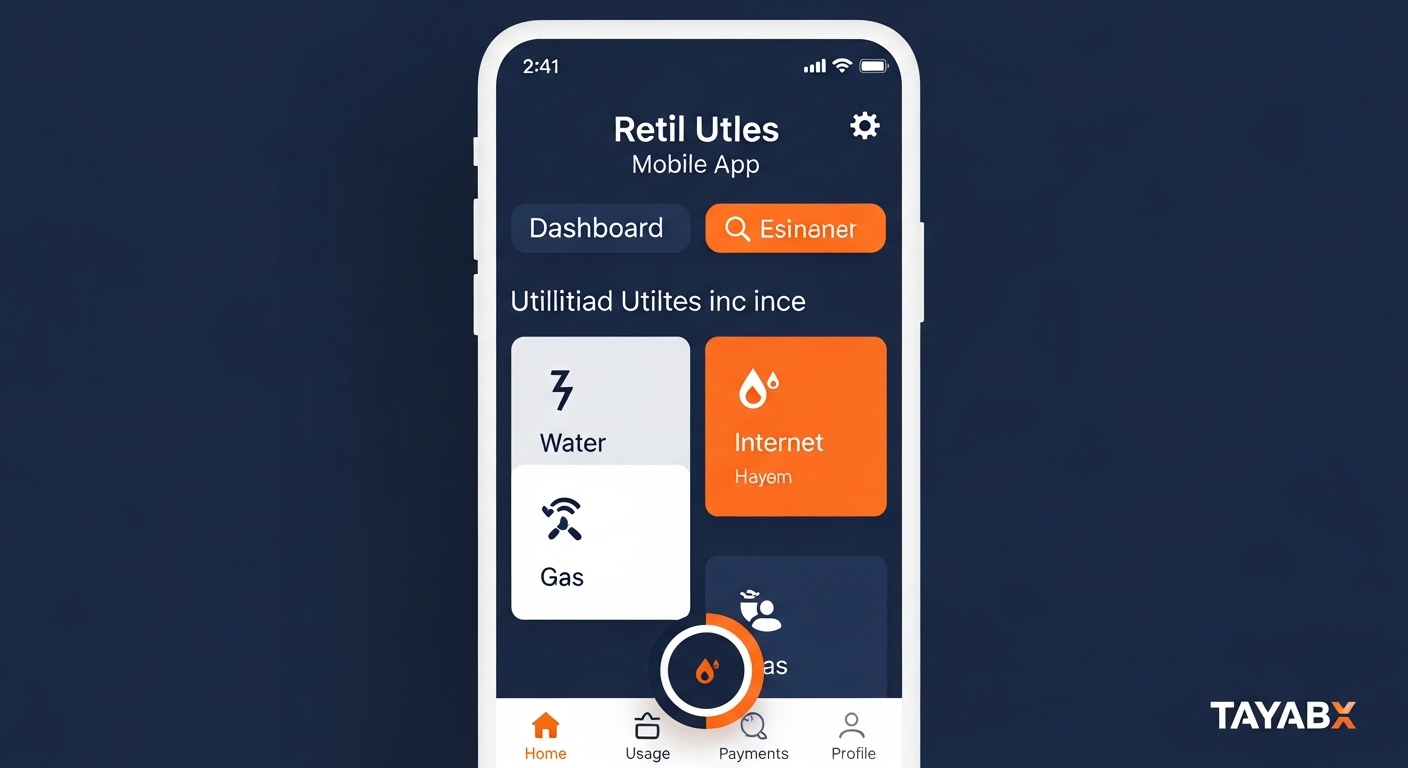 2:41
Retil Utles
Mobile App
Dashboard
Esinanet
Utillitiad Utiltes inc ince
Water
Internet
Hayem
Gas
as
Home
Usage
Payments
Profile
TAYABX